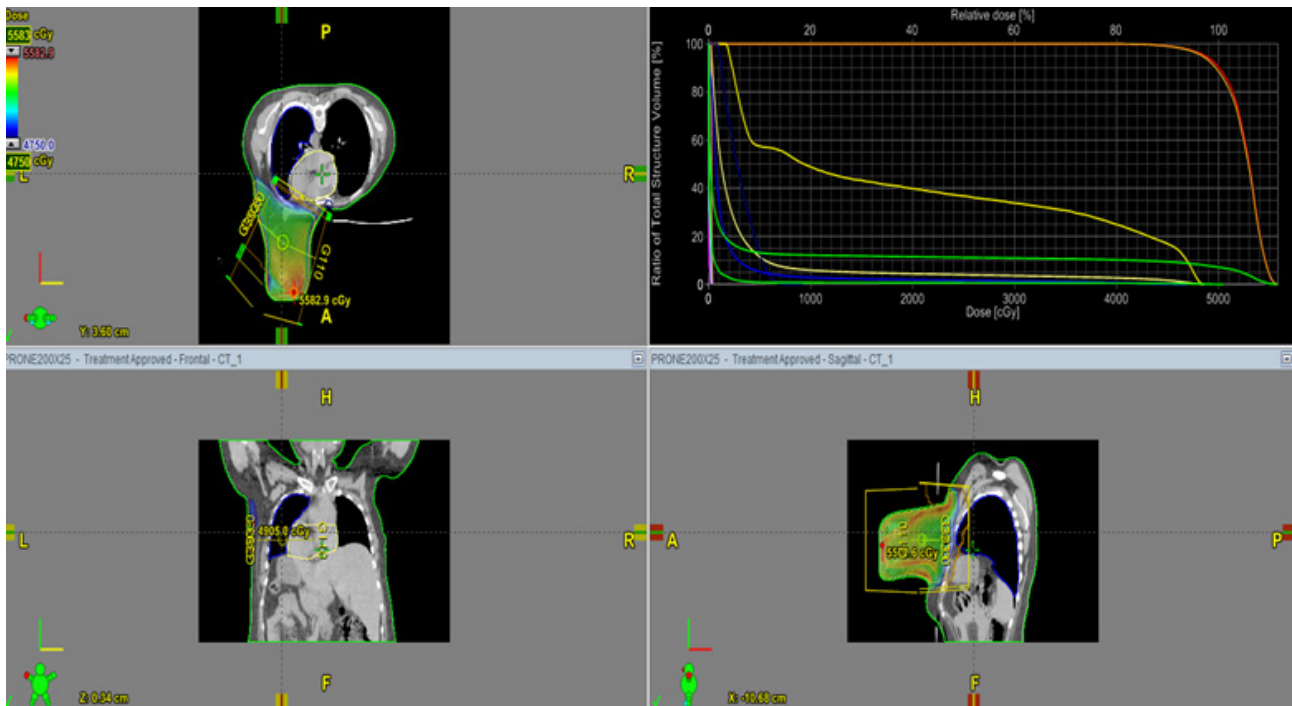 Dose
5583 cGy
5582.9
4750.0
4750 cGy
P
L
R
G110
5582.9 cGy
A
Y: 3.60 cm
Relative dose [%]
0 20 40 60 80 100
Ratio of Total Structure Volume [%]
100
80
60
40
20
0
0 1000 2000 3000 4000 5000
Dose [cGy]
PRONE200X25 - Treatment Approved - Frontal - CT_1
H
L
R
4905.0 cGy
F
Z: 0.34 cm
PRONE200X25 - Treatment Approved - Sagittal - CT_1
H
A
P
F
X: -10.68 cm